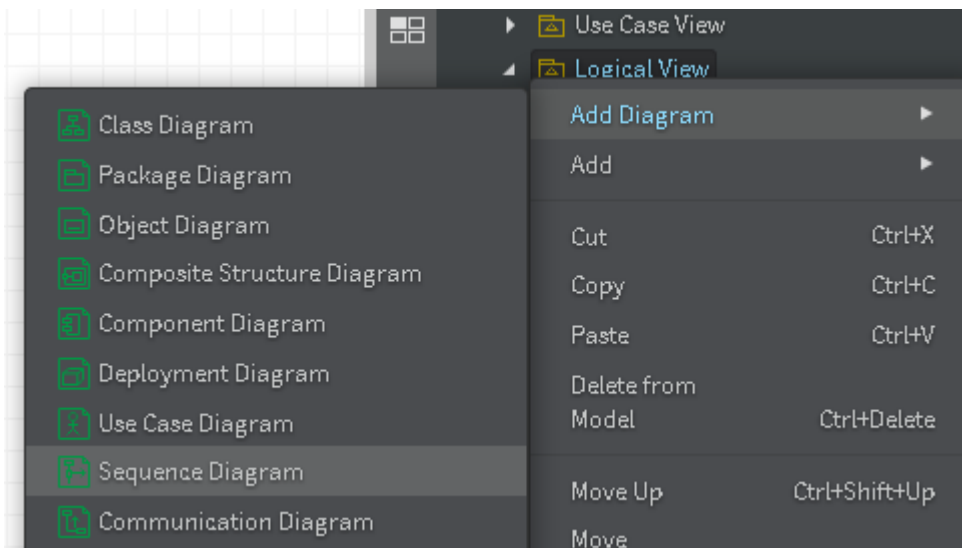 Use Case View
Logical View
Class Diagram
Package Diagram
Object Diagram
Composite Structure Diagram
Component Diagram
Deployment Diagram
Use Case Diagram
Sequence Diagram
Communication Diagram
Add Diagram
Add
Cut Ctrl+X
Copy Ctrl+C
Paste Ctrl+V
Delete from
Model Ctrl+Delete
Move Up Ctrl+Shift+Up
Move